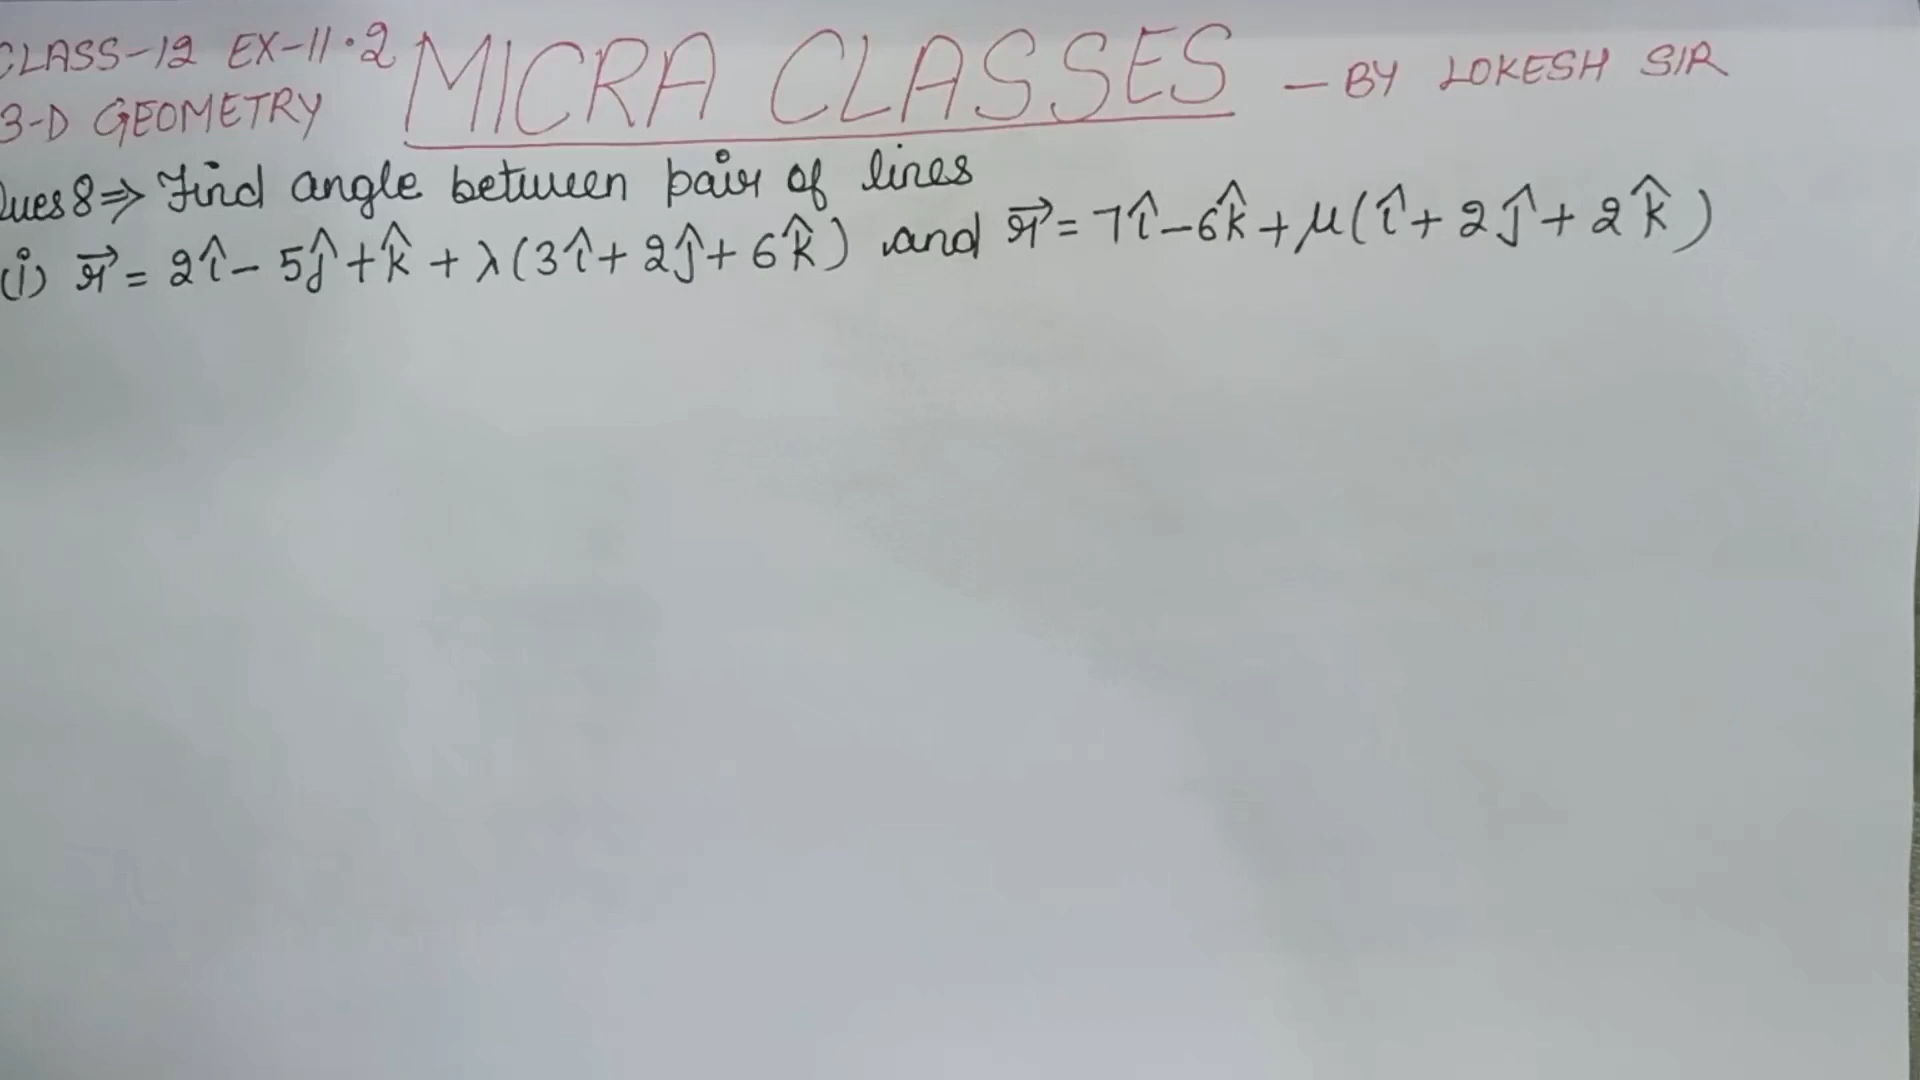 CLASS-12 EX-11.2 MICRA CLASSES - BY LOKESH SIR
3-D GEOMETRY
Ques 8⇒ Find angle between pair of lines
(i) r⃗ = 2î - 5ĵ + k̂ + λ(3î + 2ĵ + 6k̂) and r⃗ = 7î - 6k̂ + μ(î + 2ĵ + 2k̂)